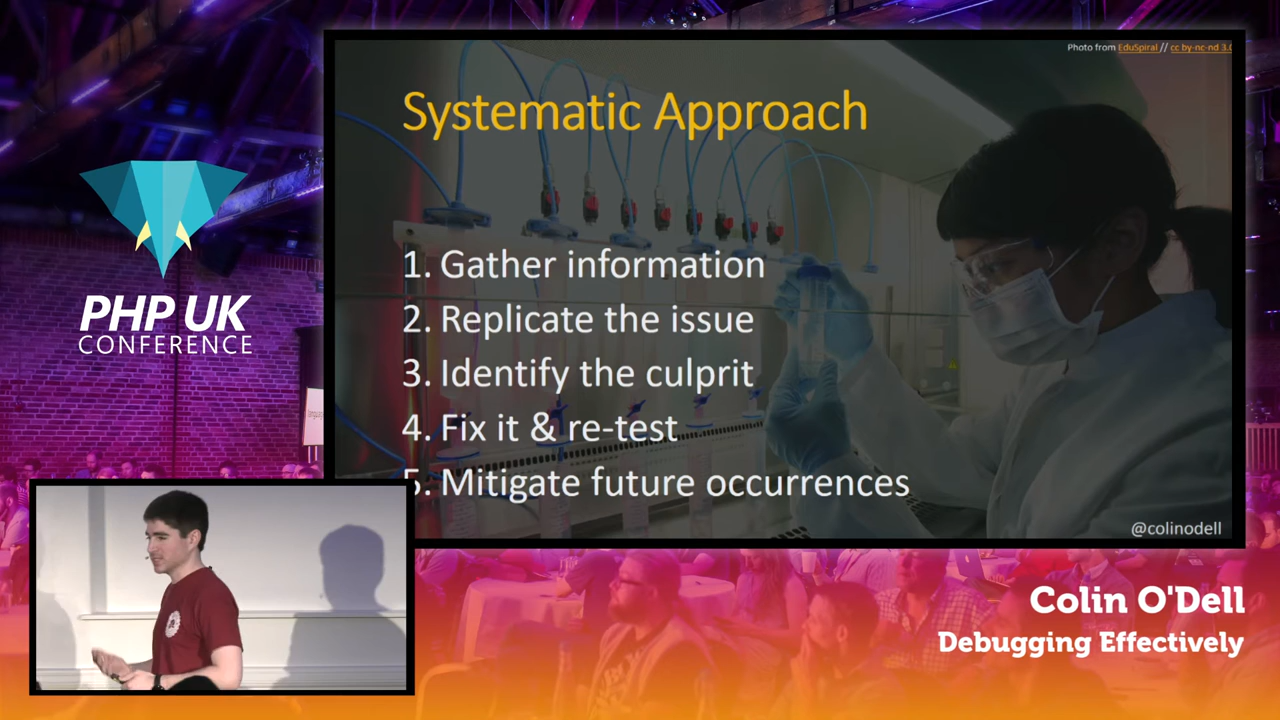 Photo from EduSpiral // cc by-nc-nd 3.0
Systematic Approach
1. Gather information
2. Replicate the issue
3. Identify the culprit
4. Fix it & re-test
5. Mitigate future occurrences
@colinodell
PHP UK
CONFERENCE
Colin O'Dell
Debugging Effectively